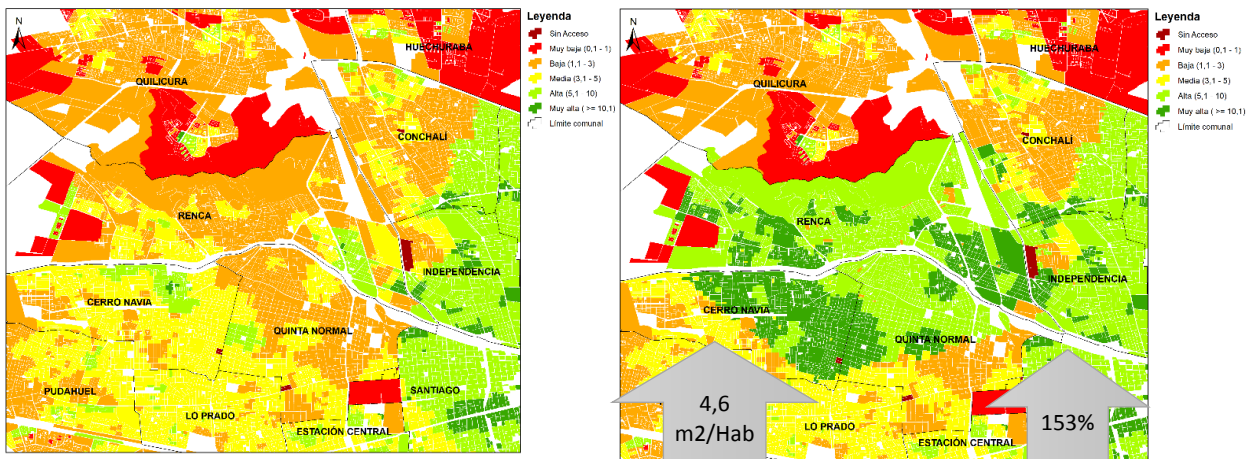 N
Leyenda
Sin Acceso
Muy baja (0,1 - 1)
Baja (1,1 - 3)
Media (3,1 - 5)
Alta (5,1 - 10)
Muy alta ( >= 10,1)
Límite comunal
HUECHURABA
QUILICURA
CONCHALÍ
RENCA
INDEPENDENCIA
CERRO NAVIA
QUINTA NORMAL
PUDAHUEL
SANTIAGO
LO PRADO
ESTACIÓN CENTRAL
N
Leyenda
Sin Acceso
Muy baja (0,1 - 1)
Baja (1,1 - 3)
Media (3,1 - 5)
Alta (5,1 - 10)
Muy alta ( >= 10,1)
Límite comunal
HUECHURABA
QUILICURA
CONCHALÍ
RENCA
INDEPENDENCIA
CERRO NAVIA
QUINTA NORMAL
4,6
m2/Hab
153%
LO PRADO
ESTACIÓN CENTRAL